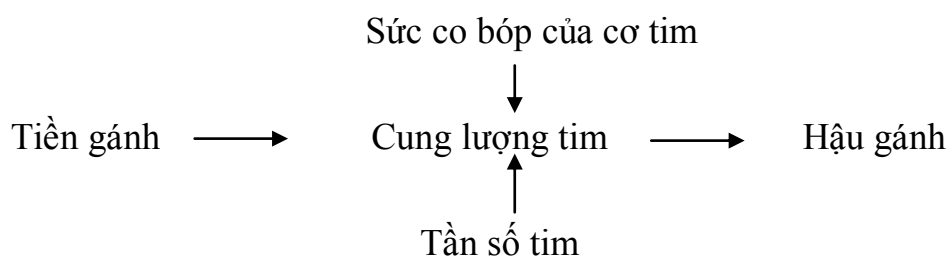 Sức co bóp của cơ tim
Tiền gánh Cung lượng tim Hậu gánh
Tần số tim